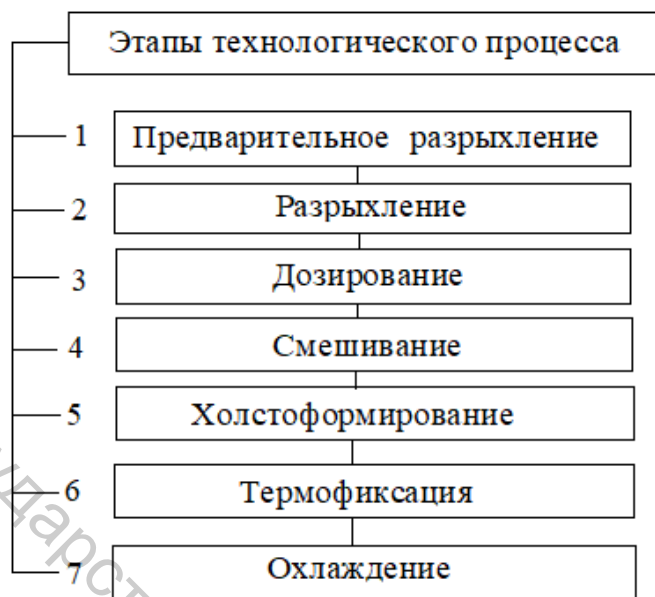 Этапы технологического процесса
1 Предварительное разрыхление
2 Разрыхление
3 Дозирование
4 Смешивание
5 Холстоформирование
6 Термофиксация
7 Охлаждение